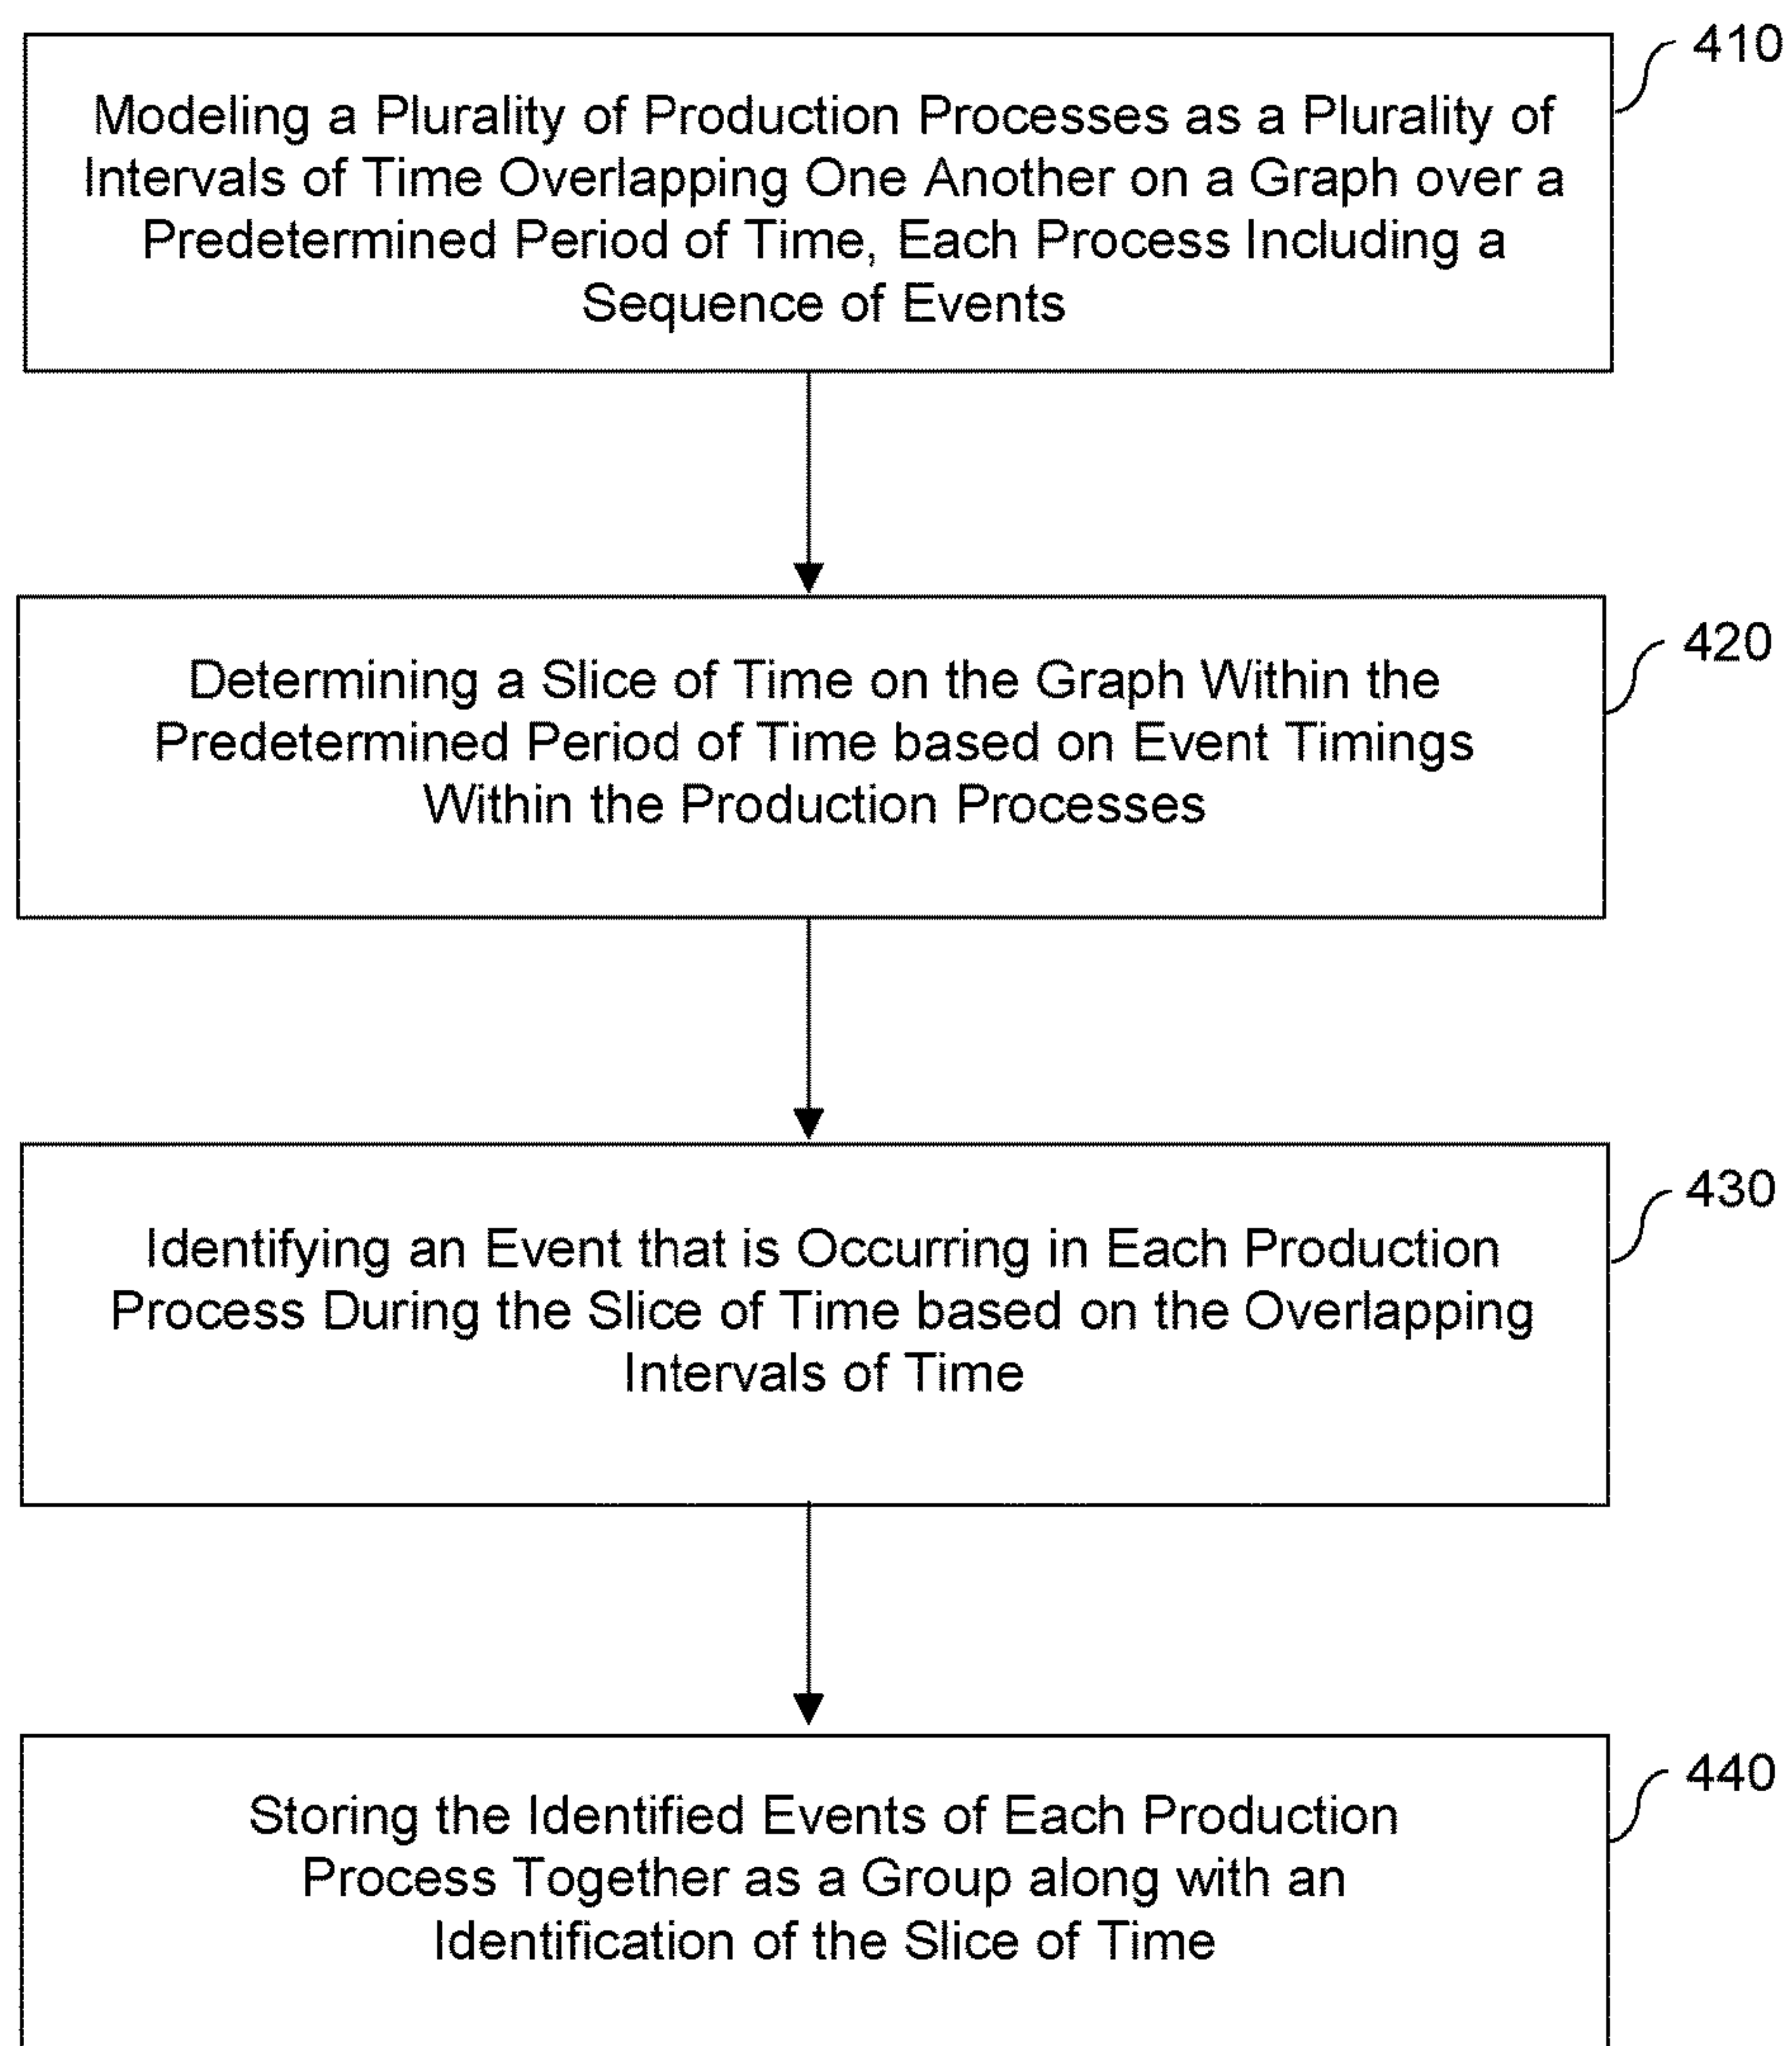 410
Modeling a Plurality of Production Processes as a Plurality of
Intervals of Time Overlapping One Another on a Graph over a
Predetermined Period of Time, Each Process Including a
Sequence of Events
420
Determining a Slice of Time on the Graph Within the
Predetermined Period of Time based on Event Timings
Within the Production Processes
430
Identifying an Event that is Occurring in Each Production
Process During the Slice of Time based on the Overlapping
Intervals of Time
440
Storing the Identified Events of Each Production
Process Together as a Group along with an
Identification of the Slice of Time